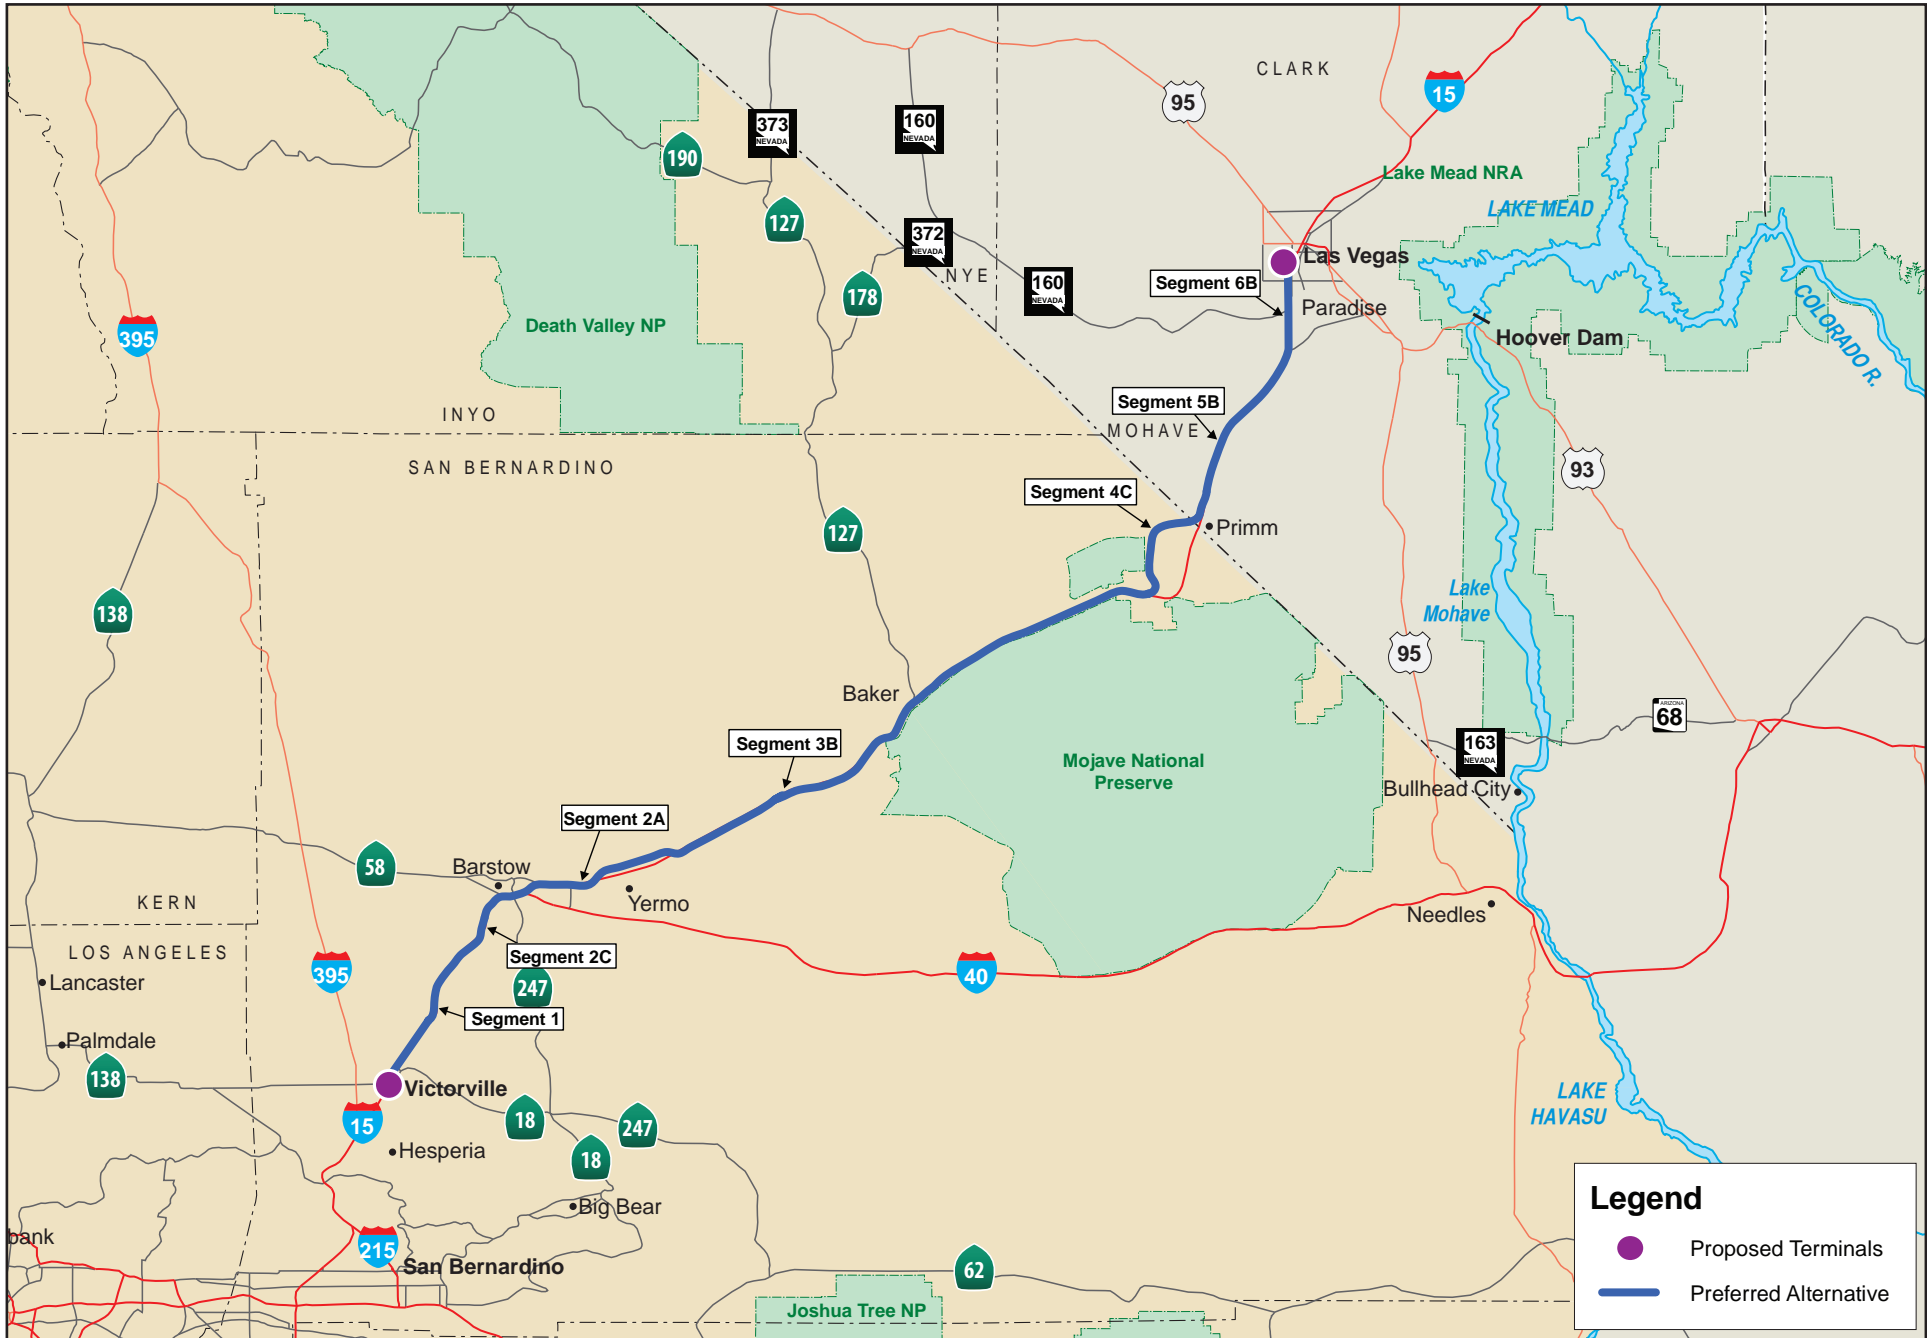 CLARK
95
15
373
NEVADA
160
NEVADA
190
Lake Mead NRA
LAKE MEAD
127
372
NEVADA
NYE
Las Vegas
178
160
NEVADA
Segment 6B
Paradise
COLORADO R.
395
Death Valley NP
Hoover Dam
INYO
Segment 5B
MOHAVE
SAN BERNARDINO
93
Segment 4C
127
Primm
138
Lake
Mohave
95
Baker
ARIZONA
68
Segment 3B
163
NEVADA
Mojave National
Preserve
Bullhead City
Segment 2A
58
Barstow
KERN
Yermo
Needles
LOS ANGELES
Segment 2C
395
40
Lancaster
247
Segment 1
Palmdale
138
Victorville
LAKE
HAVASU
15
18
247
Hesperia
18
Big Bear
Legend
bank
215
Proposed Terminals
San Bernardino
62
Preferred Alternative
Joshua Tree NP